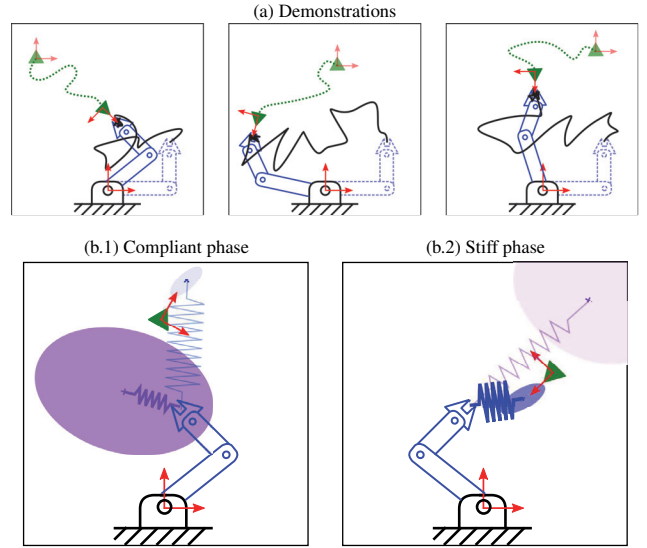 (a) Demonstrations
(b.1) Compliant phase
(b.2) Stiff phase